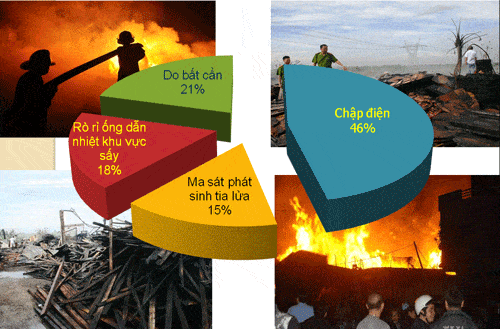 Do bất cẩn
21%
Chập điện
46%
Rò rỉ ống dẫn
nhiệt khu vực
sấy
18%
Ma sát phát
sinh tia lửa
15%